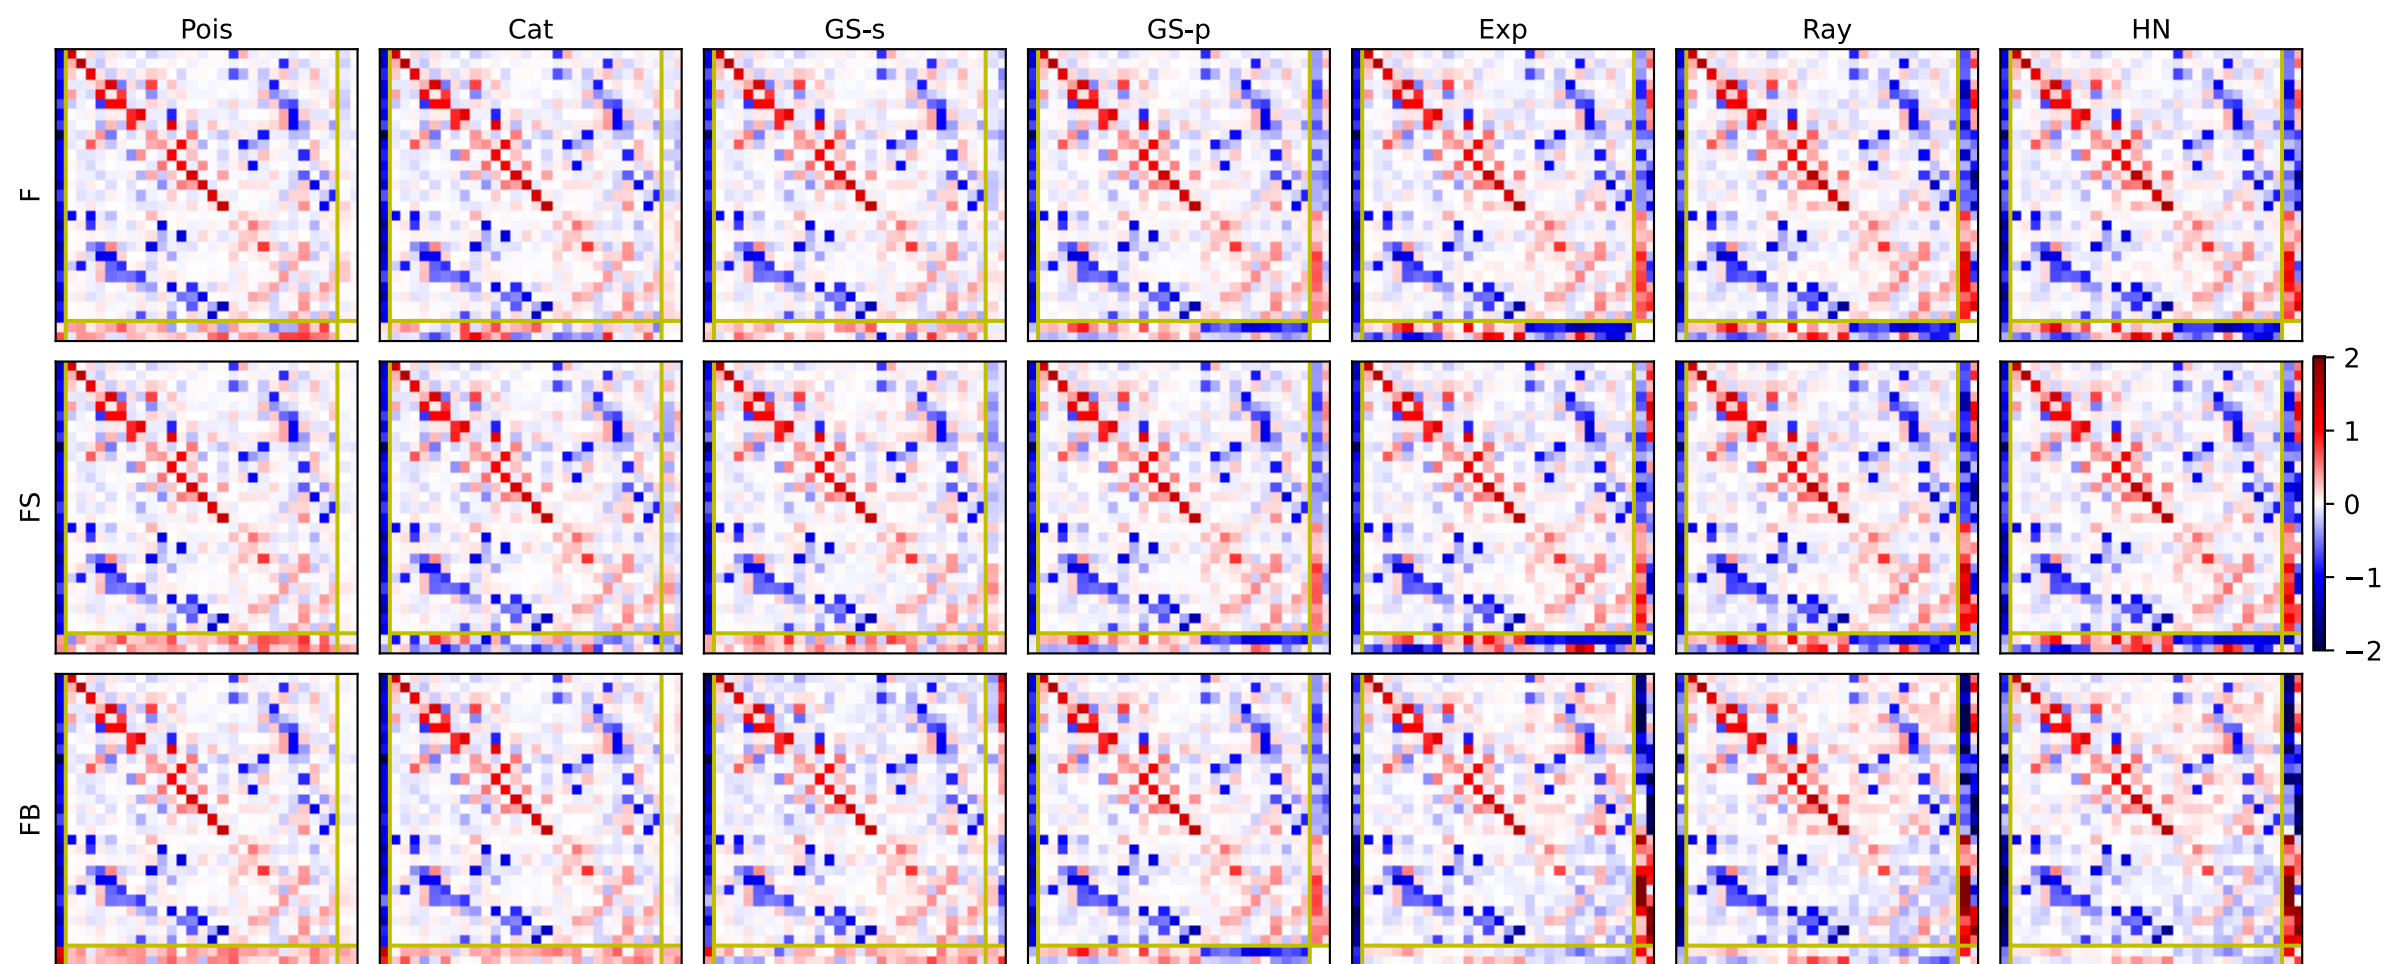 Pois Cat GS-s GS-p Exp Ray HN
F
FS
FB
2
1
0
−1
−2